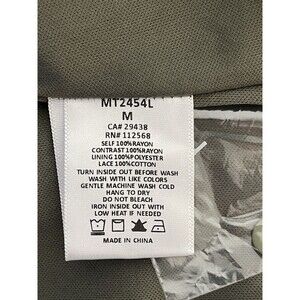 MT2454L
M
CA# 29438
RN# 112568
SELF 100%RAYON
CONTRAST 100%RAYON
LINING 100%POLYESTER
LACE 100%COTTON
TURN INSIDE OUT BEFORE WASH
WASH WITH LIKE COLORS
GENTLE MACHINE WASH COLD
HANG TO DRY
DO NOT BLEACH
IRON INSIDE OUT WITH
LOW HEAT IF NEEDED
MADE IN CHINA